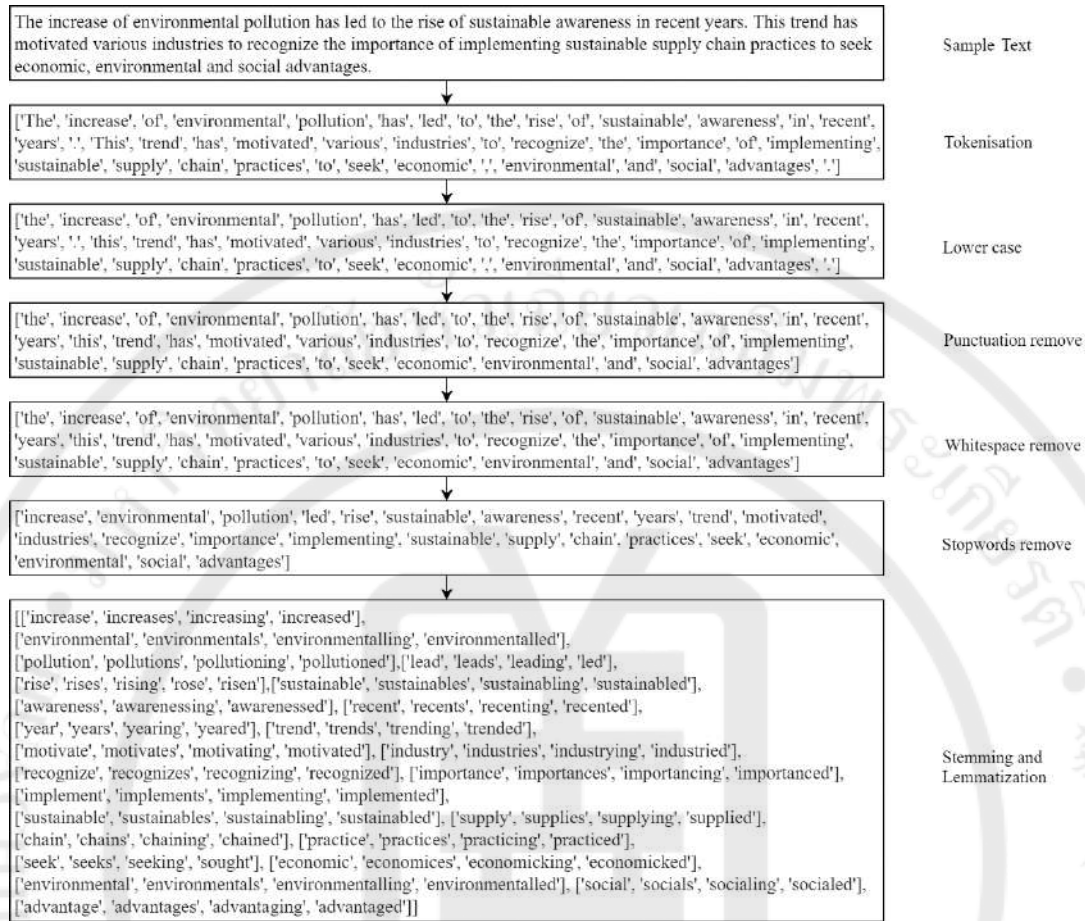 The increase of environmental pollution has led to the rise of sustainable awareness in recent years. This trend has
motivated various industries to recognize the importance of implementing sustainable supply chain practices to seek
economic, environmental and social advantages.
Sample Text
['The', 'increase', 'of', 'environmental', 'pollution', 'has', 'led', 'to', 'the', 'rise', 'of', 'sustainable', 'awareness', 'in', 'recent',
'years', '.', 'This', 'trend', 'has', 'motivated', 'various', 'industries', 'to', 'recognize', 'the', 'importance', 'of', 'implementing',
'sustainable', 'supply', 'chain', 'practices', 'to', 'seek', 'economic', ',', 'environmental', 'and', 'social', 'advantages', '.']
Tokenisation
['the', 'increase', 'of', 'environmental', 'pollution', 'has', 'led', 'to', 'the', 'rise', 'of', 'sustainable', 'awareness', 'in', 'recent',
'years', '.', 'this', 'trend', 'has', 'motivated', 'various', 'industries', 'to', 'recognize', 'the', 'importance', 'of', 'implementing',
'sustainable', 'supply', 'chain', 'practices', 'to', 'seek', 'economic', ',', 'environmental', 'and', 'social', 'advantages', '.']
Lower case
['the', 'increase', 'of', 'environmental', 'pollution', 'has', 'led', 'to', 'the', 'rise', 'of', 'sustainable', 'awareness', 'in', 'recent',
'years', 'this', 'trend', 'has', 'motivated', 'various', 'industries', 'to', 'recognize', 'the', 'importance', 'of', 'implementing',
'sustainable', 'supply', 'chain', 'practices', 'to', 'seek', 'economic', 'environmental', 'and', 'social', 'advantages']
Punctuation remove
['the', 'increase', 'of', 'environmental', 'pollution', 'has', 'led', 'to', 'the', 'rise', 'of', 'sustainable', 'awareness', 'in', 'recent',
'years', 'this', 'trend', 'has', 'motivated', 'various', 'industries', 'to', 'recognize', 'the', 'importance', 'of', 'implementing',
'sustainable', 'supply', 'chain', 'practices', 'to', 'seek', 'economic', 'environmental', 'and', 'social', 'advantages']
Whitespace remove
['increase', 'environmental', 'pollution', 'led', 'rise', 'sustainable', 'awareness', 'recent', 'years', 'trend', 'motivated',
'industries', 'recognize', 'importance', 'implementing', 'sustainable', 'supply', 'chain', 'practices', 'seek', 'economic',
'environmental', 'social', 'advantages']
Stopwords remove
[['increase', 'increases', 'increasing', 'increased'],
['environmental', 'environmentals', 'environmentalling', 'environmentalled'],
['pollution', 'pollutions', 'pollutioning', 'pollutioned'],['lead', 'leads', 'leading', 'led'],
['rise', 'rises', 'rising', 'rose', 'risen'],['sustainable', 'sustainables', 'sustainabling', 'sustainabled'],
['awareness', 'awarenessing', 'awarenessed'], ['recent', 'recents', 'recenting', 'recented'],
['year', 'years', 'yearing', 'yeared'], ['trend', 'trends', 'trending', 'trended'],
['motivate', 'motivates', 'motivating', 'motivated'], ['industry', 'industries', 'industrying', 'industried'],
['recognize', 'recognizes', 'recognizing', 'recognized'], ['importance', 'importances', 'importancing', 'importanced'],
['implement', 'implements', 'implementing', 'implemented'],
['sustainable', 'sustainables', 'sustainabling', 'sustainabled'], ['supply', 'supplies', 'supplying', 'supplied'],
['chain', 'chains', 'chaining', 'chained'], ['practice', 'practices', 'practicing', 'practiced'],
['seek', 'seeks', 'seeking', 'sought'], ['economic', 'economices', 'economicking', 'economicked'],
['environmental', 'environmentals', 'environmentalling', 'environmentalled'], ['social', 'socials', 'socialing', 'socialed'],
['advantage', 'advantages', 'advantaging', 'advantaged']]
Stemming and
Lemmatization